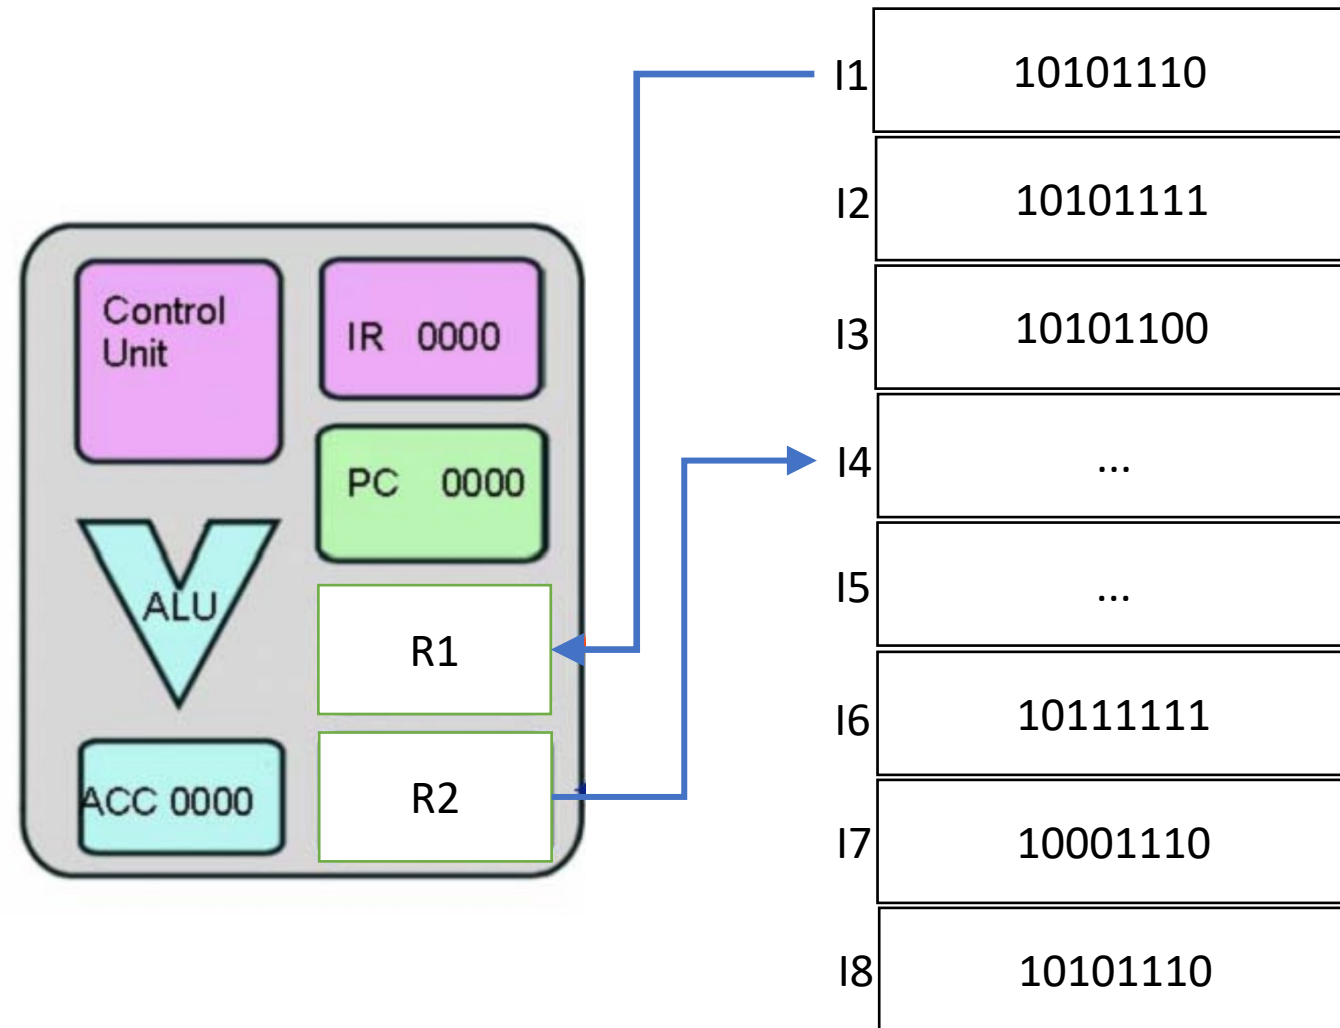 Control
Unit
IR 0000
PC 0000
ALU
R1
ACC 0000
R2
I1 10101110
I2 10101111
I3 10101100
I4 ...
I5 ...
I6 10111111
I7 10001110
I8 10101110